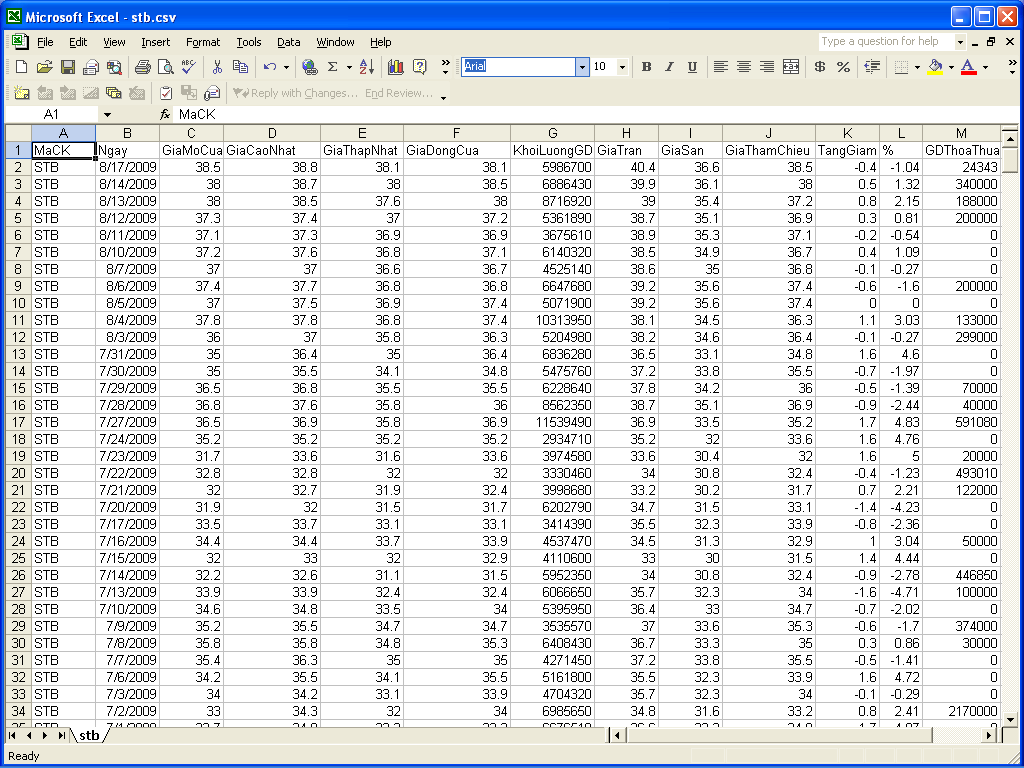 Microsoft Excel - stb.csv
File Edit View Insert Format Tools Data Window Help Type a question for help
Arial 10 B I U $ %
Reply with Changes... End Review...
A1 fx MaCK
A B C D E F G H I J K L M
1 MaCK Ngay GiaMoCua GiaCaoNhat GiaThapNhat GiaDongCua KhoiLuongGD GiaTran GiaSan GiaThamChieu TangGiam % GDThoaThua
2 STB 8/17/2009 38.5 38.8 38.1 38.1 5986700 40.4 36.6 38.5 -0.4 -1.04 24343
3 STB 8/14/2009 38 38.7 38 38.5 6886430 39.9 36.1 38 0.5 1.32 340000
4 STB 8/13/2009 38 38.5 37.6 38 8716920 39 35.4 37.2 0.8 2.15 188000
5 STB 8/12/2009 37.3 37.4 37 37.2 5361890 38.7 35.1 36.9 0.3 0.81 200000
6 STB 8/11/2009 37.1 37.3 36.9 36.9 3675610 38.9 35.3 37.1 -0.2 -0.54 0
7 STB 8/10/2009 37.2 37.6 36.8 37.1 6140320 38.5 34.9 36.7 0.4 1.09 0
8 STB 8/7/2009 37 37 36.6 36.7 4525140 38.6 35 36.8 -0.1 -0.27 0
9 STB 8/6/2009 37.4 37.7 36.8 36.8 6647680 39.2 35.6 37.4 -0.6 -1.6 200000
10 STB 8/5/2009 37 37.5 36.9 37.4 5071900 39.2 35.6 37.4 0 0 0
11 STB 8/4/2009 37.8 37.8 36.8 37.4 10313950 38.1 34.5 36.3 1.1 3.03 133000
12 STB 8/3/2009 36 37 35.8 36.3 5204980 38.2 34.6 36.4 -0.1 -0.27 299000
13 STB 7/31/2009 35 36.4 35 36.4 6836280 36.5 33.1 34.8 1.6 4.6 0
14 STB 7/30/2009 35 35.5 34.1 34.8 5475760 37.2 33.8 35.5 -0.7 -1.97 0
15 STB 7/29/2009 36.5 36.8 35.5 35.5 6228640 37.8 34.2 36 -0.5 -1.39 70000
16 STB 7/28/2009 36.8 37.6 35.8 36 8562350 38.7 35.1 36.9 -0.9 -2.44 40000
17 STB 7/27/2009 36.5 36.9 35.8 36.9 11539490 36.9 33.5 35.2 1.7 4.83 591080
18 STB 7/24/2009 35.2 35.2 35.2 35.2 2934710 35.2 32 33.6 1.6 4.76 0
19 STB 7/23/2009 31.7 33.6 31.6 33.6 3974580 33.6 30.4 32 1.6 5 20000
20 STB 7/22/2009 32.8 32.8 32 32 3330460 34 30.8 32.4 -0.4 -1.23 493010
21 STB 7/21/2009 32 32.7 31.9 32.4 3998680 33.2 30.2 31.7 0.7 2.21 122000
22 STB 7/20/2009 31.9 32 31.5 31.7 6202790 34.7 31.5 33.1 -1.4 -4.23 0
23 STB 7/17/2009 33.5 33.7 33.1 33.1 3414390 35.5 32.3 33.9 -0.8 -2.36 0
24 STB 7/16/2009 34.4 34.4 33.7 33.9 4537470 34.5 31.3 32.9 1 3.04 50000
25 STB 7/15/2009 32 33 32 32.9 4110600 33 30 31.5 1.4 4.44 0
26 STB 7/14/2009 32.2 32.6 31.1 31.5 5952350 34 30.8 32.4 -0.9 -2.78 446850
27 STB 7/13/2009 33.9 33.9 32.4 32.4 6066650 35.7 32.3 34 -1.6 -4.71 100000
28 STB 7/10/2009 34.6 34.8 33.5 34 5395950 36.4 33 34.7 -0.7 -2.02 0
29 STB 7/9/2009 35.2 35.5 34.7 34.7 3535570 37 33.6 35.3 -0.6 -1.7 374000
30 STB 7/8/2009 35.8 35.8 34.8 35.3 6408430 36.7 33.3 35 0.3 0.86 30000
31 STB 7/7/2009 35.4 36.3 35 35 4271450 37.2 33.8 35.5 -0.5 -1.41 0
32 STB 7/6/2009 34.2 35.5 34.1 35.5 5161800 35.5 32.3 33.9 1.6 4.72 0
33 STB 7/3/2009 34 34.2 33.1 33.9 4704320 35.7 32.3 34 -0.1 -0.29 0
34 STB 7/2/2009 33 34.3 32 34 6985650 34.8 31.6 33.2 0.8 2.41 2170000
stb
Ready